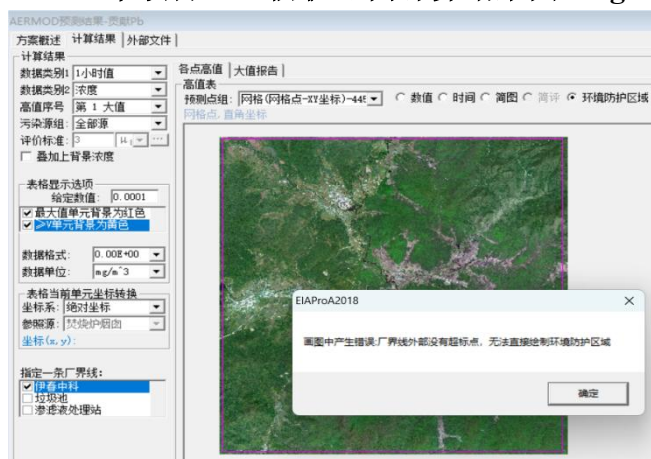 AERMOD预测结果-贡献Pb
方案概述 计算结果 外部文件
计算结果
数据类别1 1小时值
数据类别2 浓度
高值序号 第 1 大值
污染源组: 全部源
评价标准: 3
叠加上背景浓度
表格显示选项
给定数值: 0.0001
最大值单元背景为红色
≥V单元背景为黄色
数据格式: 0.00E+00
数据单位: mg/m^3
表格当前单元坐标转换
坐标系: 绝对坐标
参照源: 焚烧炉烟囱
坐标(x, y):
指定一条厂界线:
伊春中科
垃圾池
渗滤液处理站
各点高值 大值报告
高值表
预测点组: 网格(网格点-XY坐标)-445 数值 时间 简图 简评 环境防护区域
网格点, 直角坐标
EIAProA2018
画图中产生错误:厂界线外部没有超标点，无法直接绘制环境防护区域
确定